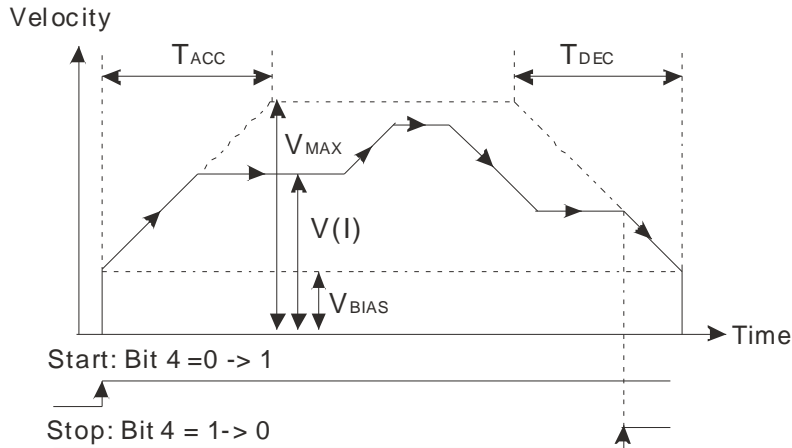 Velocity
TACC
TDEC
VMAX
V(I)
VBIAS
Time
Start: Bit 4 =0 -> 1
Stop: Bit 4 = 1-> 0